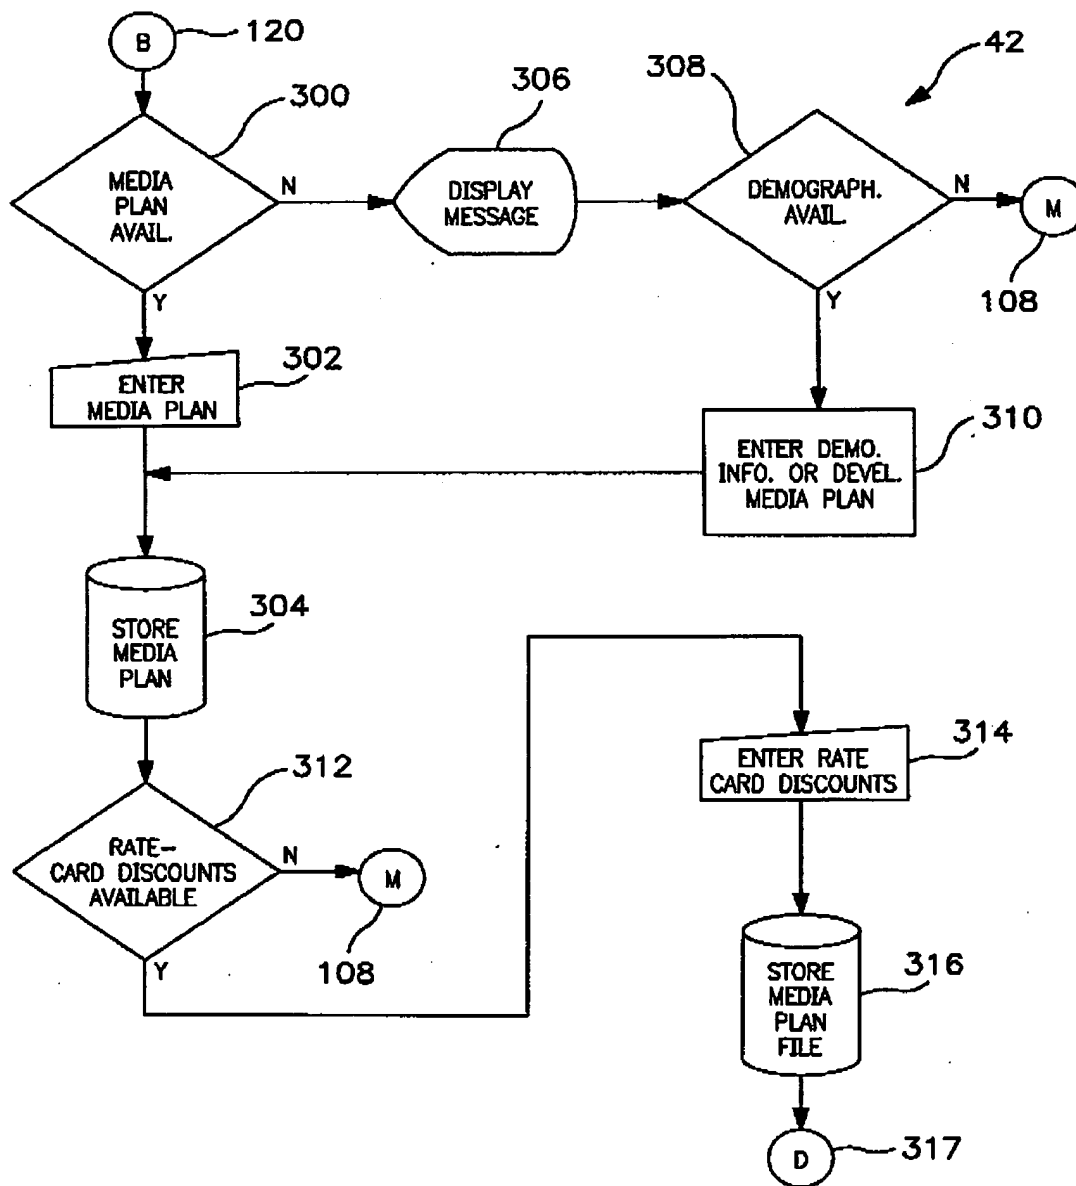 B
120
300
306
308
42
MEDIA
PLAN
AVAIL.
N
Y
DISPLAY
MESSAGE
DEMOGRAPH.
AVAIL.
N
Y
M
108
302
ENTER
MEDIA PLAN
310
ENTER DEMO.
INFO. OR DEVEL.
MEDIA PLAN
304
STORE
MEDIA
PLAN
312
RATE-
CARD DISCOUNTS
AVAILABLE
N
Y
M
108
314
ENTER RATE
CARD DISCOUNTS
316
STORE
MEDIA
PLAN
FILE
D
317